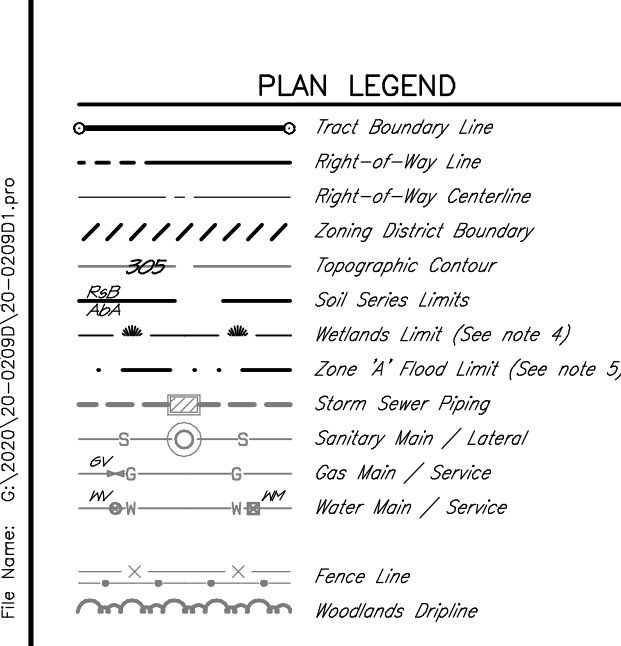 PLAN LEGEND
Tract Boundary Line
Right-of-Way Line
Right-of-Way Centerline
Zoning District Boundary
305 Topographic Contour
RsB
AbA
Soil Series Limits
Wetlands Limit (See note 4)
Zone 'A' Flood Limit (See note 5)
Storm Sewer Piping
S S Sanitary Main / Lateral
GV
G G Gas Main / Service
WV WM
W W Water Main / Service
Fence Line
Woodlands Dripline
File Name: G:\2020\20-0209D\20-0209D1.pro